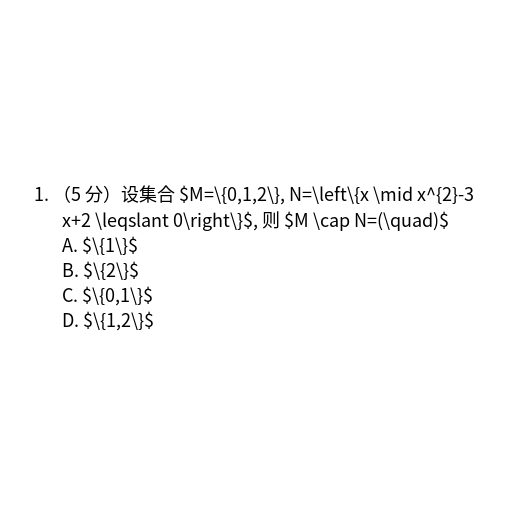 1. （5 分）设集合 $M=\{0,1,2\}, N=\left\{x \mid x^{2}-3
x+2 \leqslant 0\right\}$, 则 $M \cap N=(\quad)$
A. $\{1\}$
B. $\{2\}$
C. $\{0,1\}$
D. $\{1,2\}$